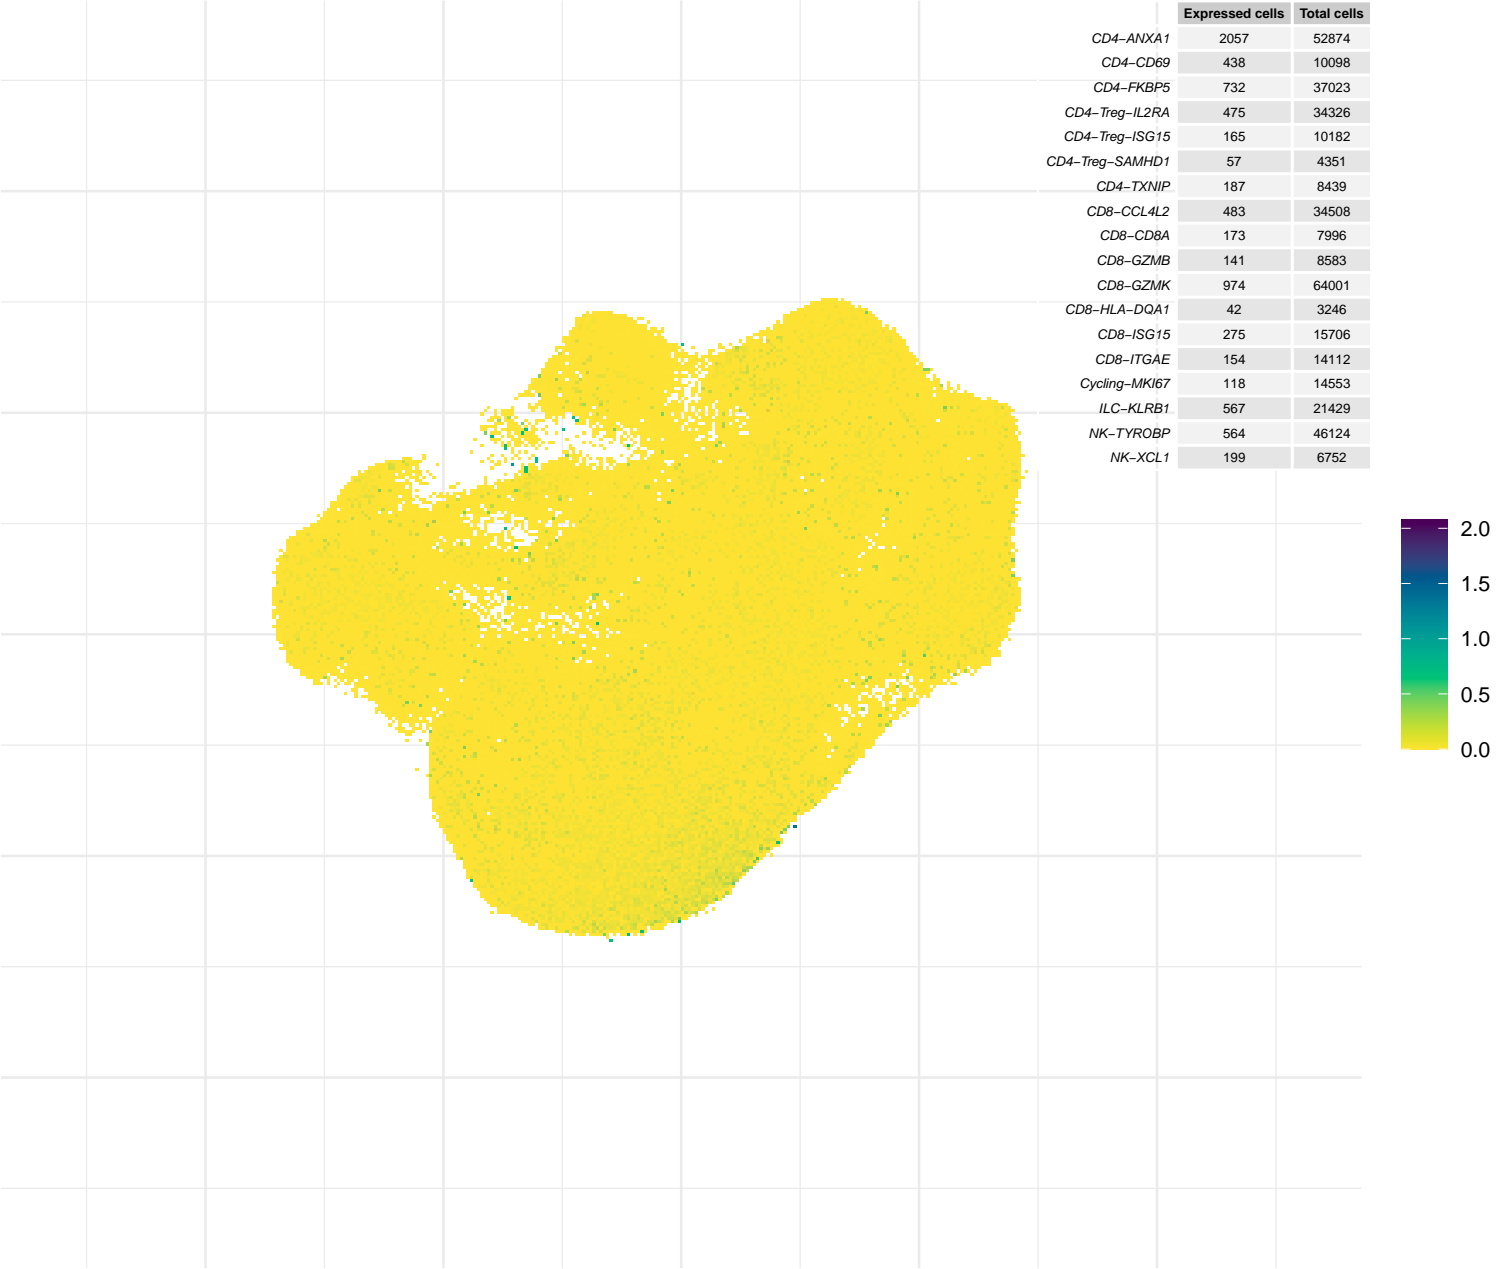 Expressed cells Total cells
CD4−ANXA1 2057 52874
CD4−CD69 438 10098
CD4−FKBP5 732 37023
CD4−Treg−IL2RA 475 34326
CD4−Treg−ISG15 165 10182
CD4−Treg−SAMHD1 57 4351
CD4−TXNIP 187 8439
CD8−CCL4L2 483 34508
CD8−CD8A 173 7996
CD8−GZMB 141 8583
CD8−GZMK 974 64001
CD8−HLA−DQA1 42 3246
CD8−ISG15 275 15706
CD8−ITGAE 154 14112
Cycling−MKI67 118 14553
ILC−KLRB1 567 21429
NK−TYROBP 564 46124
NK−XCL1 199 6752
2.0
1.5
1.0
0.5
0.0